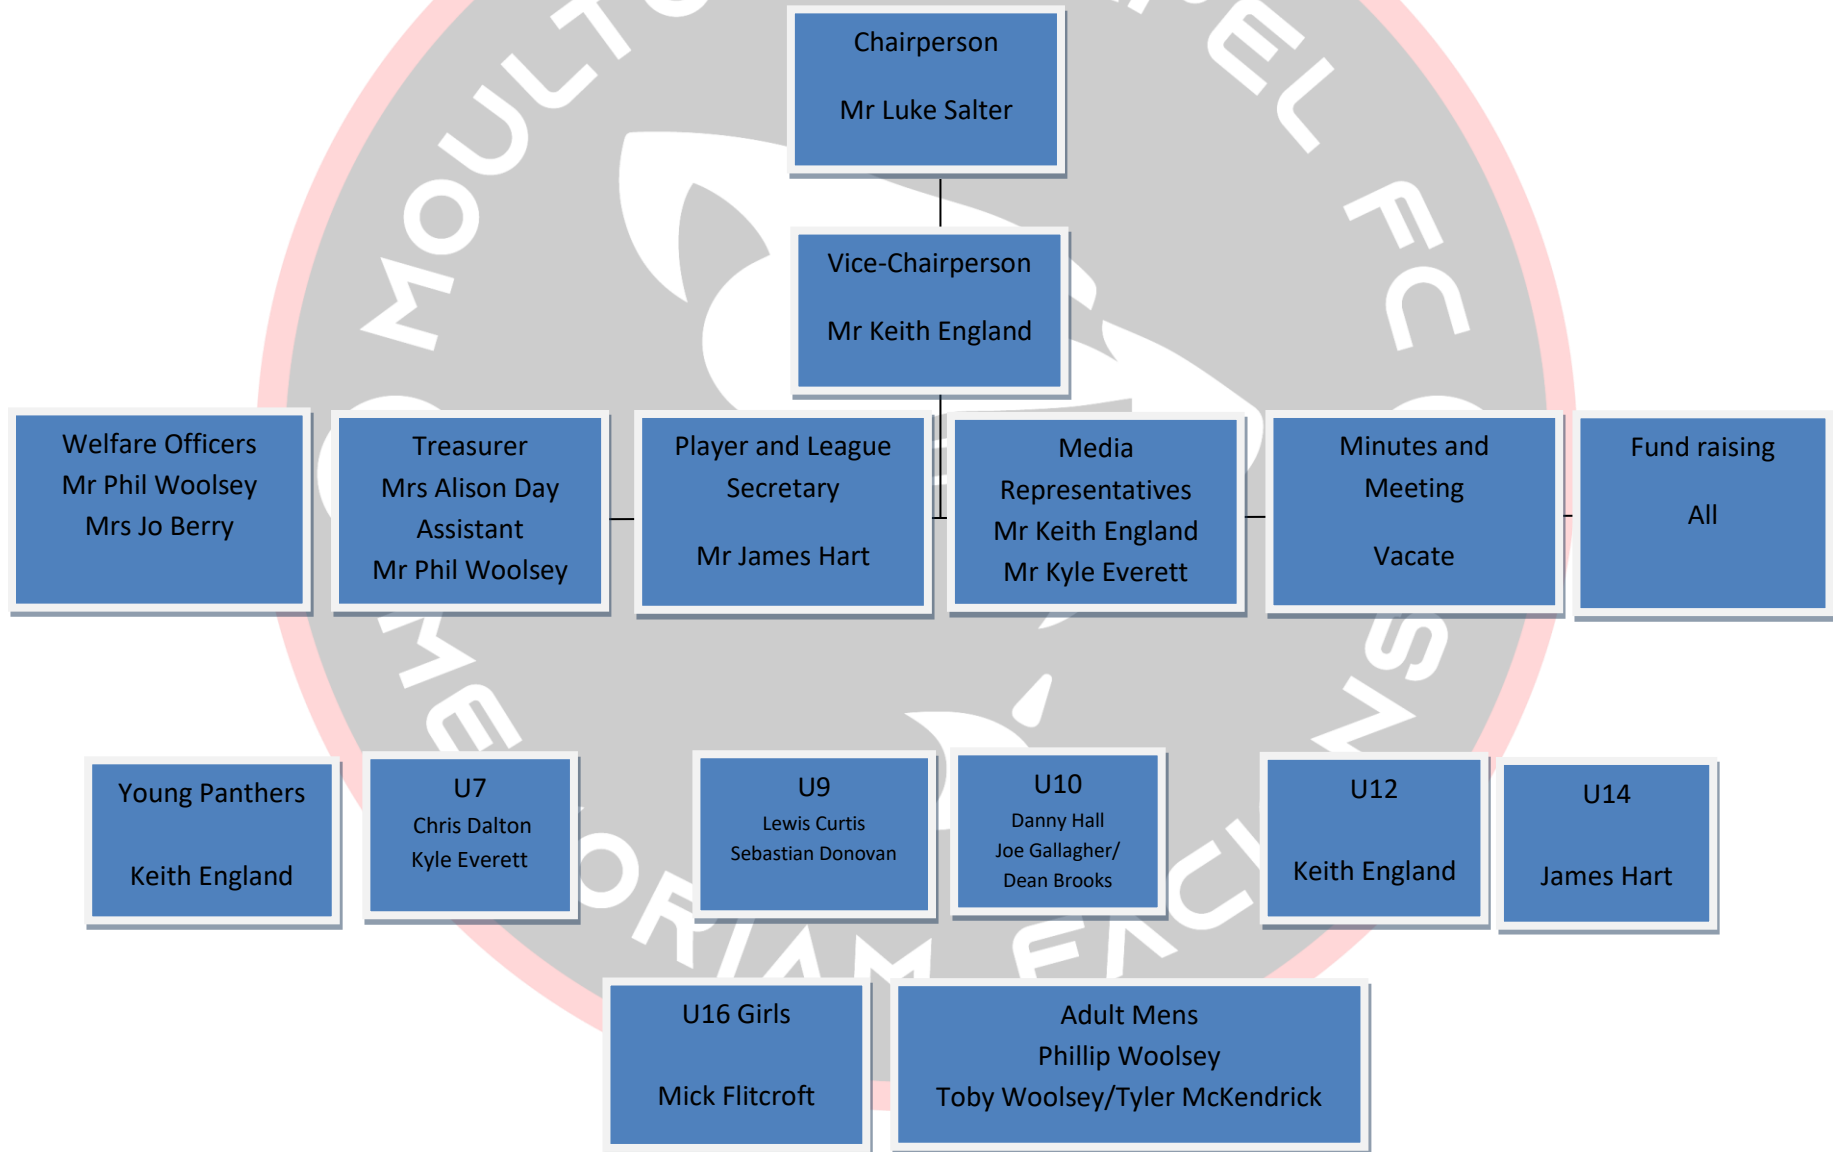 Chairperson
Mr Luke Salter
Vice-Chairperson
Mr Keith England
Welfare Officers
Mr Phil Woolsey
Mrs Jo Berry
Treasurer
Mrs Alison Day
Assistant
Mr Phil Woolsey
Player and League
Secretary
Mr James Hart
Media
Representatives
Mr Keith England
Mr Kyle Everett
Minutes and
Meeting
Vacate
Fund raising
All
Young Panthers
Keith England
U7
Chris Dalton
Kyle Everett
U9
Lewis Curtis
Sebastian Donovan
U10
Danny Hall
Joe Gallagher/
Dean Brooks
U12
Keith England
U14
James Hart
U16 Girls
Mick Flitcroft
Adult Mens
Phillip Woolsey
Toby Woolsey/Tyler McKendrick
FC